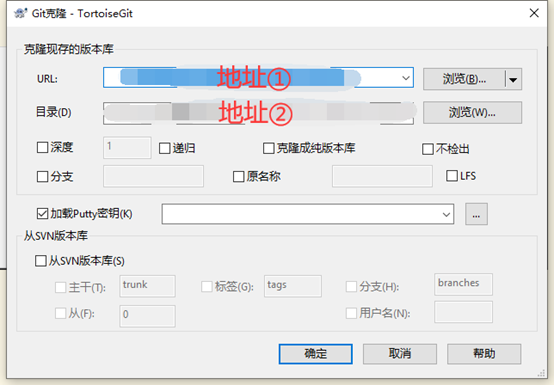 Git克隆 - TortoiseGit
克隆现存的版本库
URL: 地址① 浏览(B)...
目录(D) 地址② 浏览(W)...
深度 1 递归 克隆成纯版本库 不检出
分支 原名称 LFS
加载Putty密钥(K) ...
从SVN版本库
从SVN版本库(S)
主干(T): trunk 标签(G): tags 分支(H): branches
从(F): 0 用户名(N):
确定 取消 帮助